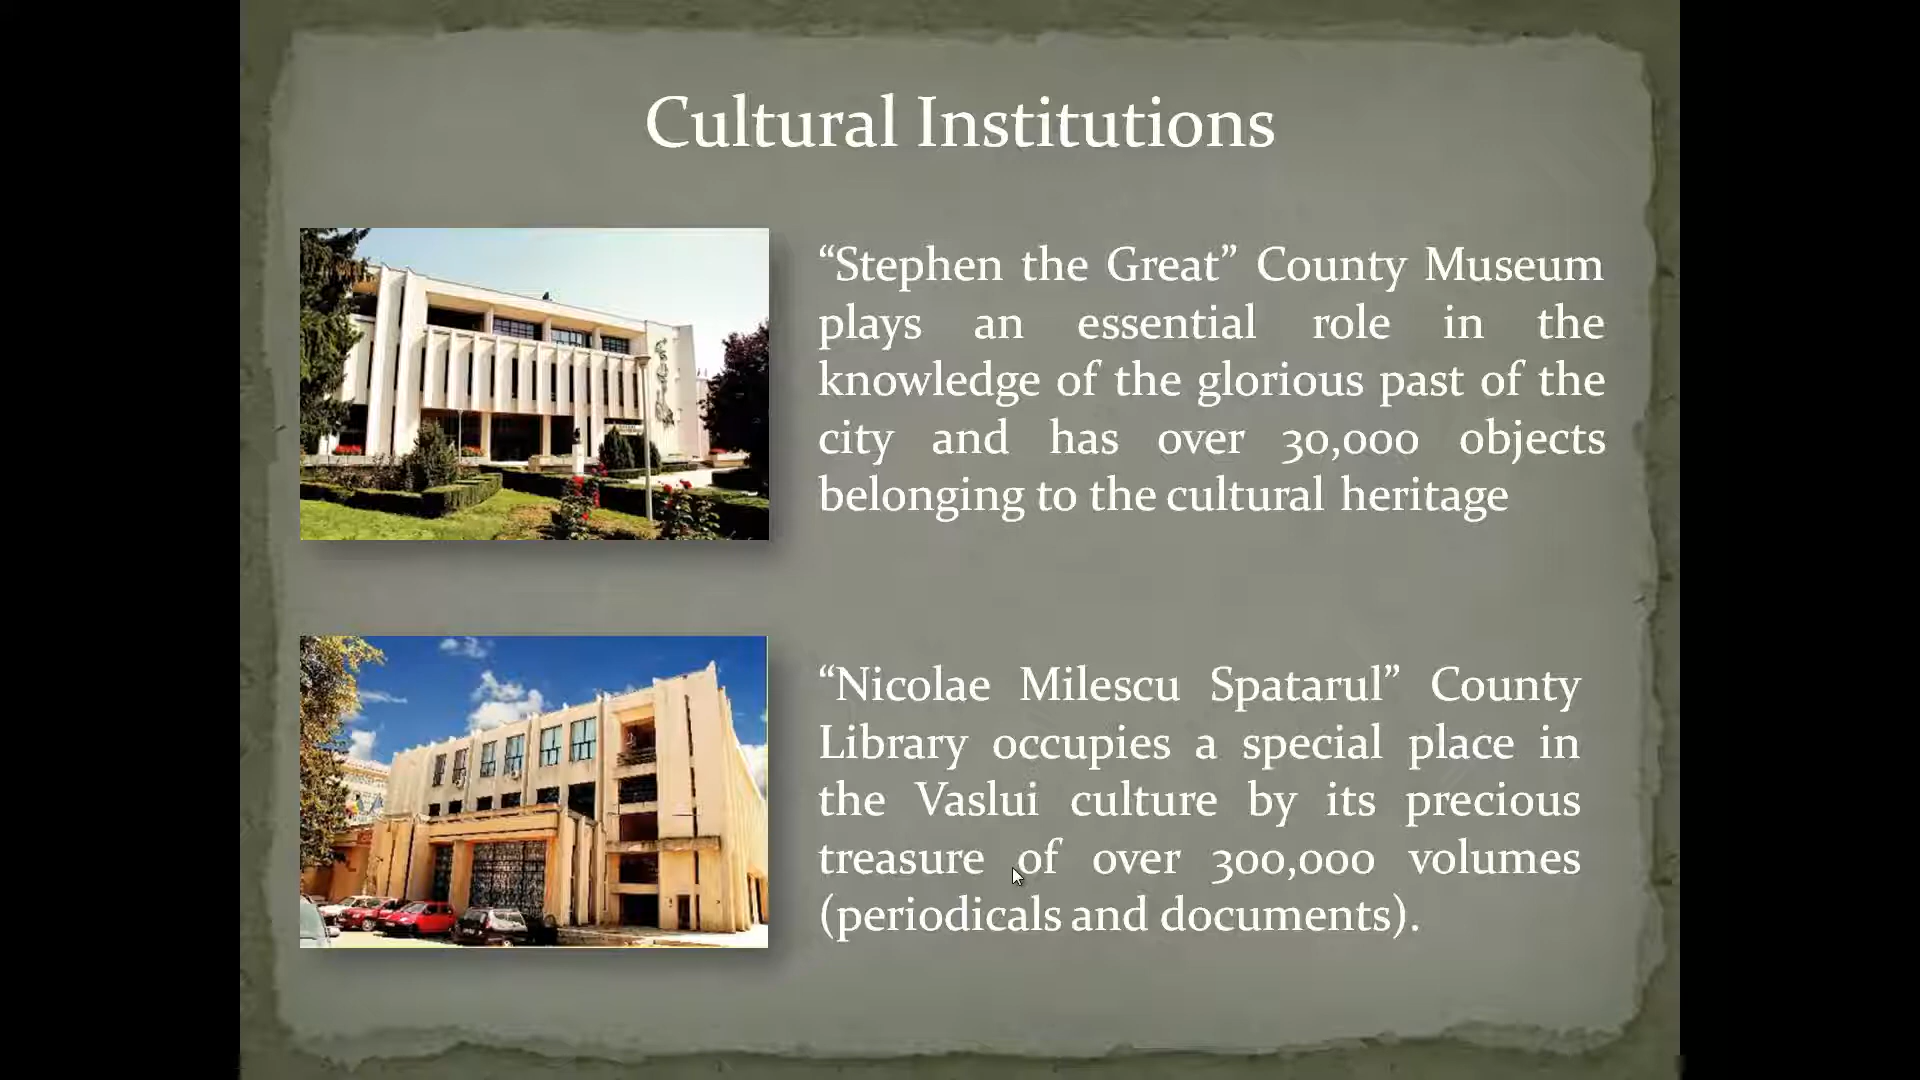 Cultural Institutions
“Stephen the Great” County Museum
plays an essential role in the
knowledge of the glorious past of the
city and has over 30,000 objects
belonging to the cultural heritage
“Nicolae Milescu Spatarul” County
Library occupies a special place in
the Vaslui culture by its precious
treasure of over 300,000 volumes
(periodicals and documents).